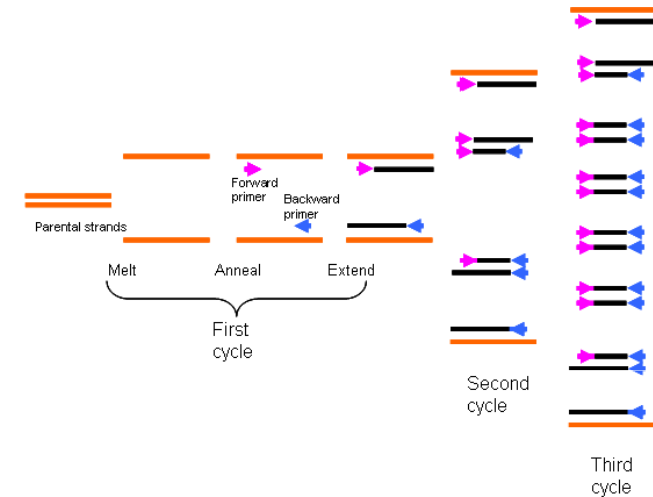 Forward
primer
Backward
primer
Parental strands
Melt
Anneal
Extend
First
cycle
Second
cycle
Third
cycle